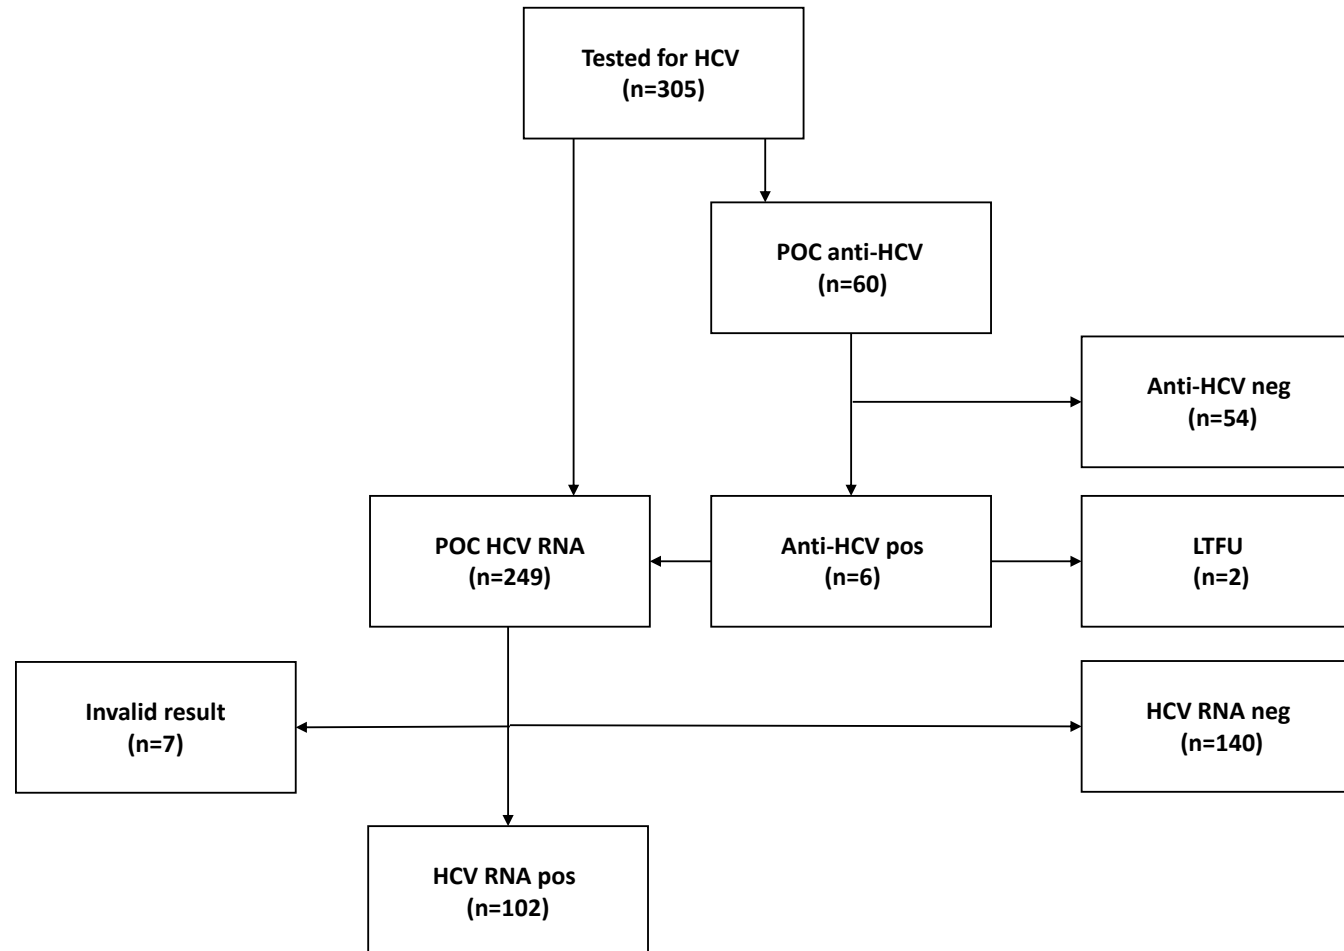 Tested for HCV
(n=305)
POC anti-HCV
(n=60)
Anti-HCV neg
(n=54)
POC HCV RNA
(n=249)
Anti-HCV pos
(n=6)
LTFU
(n=2)
Invalid result
(n=7)
HCV RNA neg
(n=140)
HCV RNA pos
(n=102)